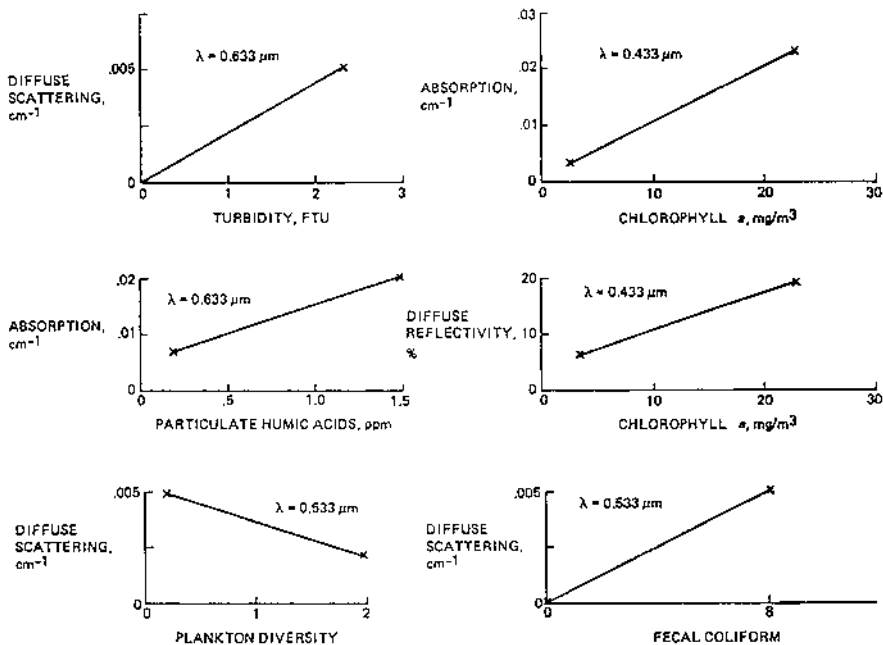 DIFFUSE
SCATTERING,
cm-1
.005
0
λ = 0.633 μm
0 1 2 3
TURBIDITY, FTU
ABSORPTION,
cm-1
.03
.02
.01
0
λ = 0.433 μm
0 10 20 30
CHLOROPHYLL a, mg/m3
ABSORPTION,
cm-1
.02
.01
0
λ = 0.633 μm
0 .5 1.0 1.5
PARTICULATE HUMIC ACIDS, ppm
DIFFUSE
REFLECTIVITY,
%
20
10
0
λ = 0.433 μm
0 10 20 30
CHLOROPHYLL a, mg/m3
DIFFUSE
SCATTERING,
cm-1
.005
0
λ = 0.533 μm
0 1 2
PLANKTON DIVERSITY
DIFFUSE
SCATTERING,
cm-1
.005
0
λ = 0.533 μm
0 8
FECAL COLIFORM